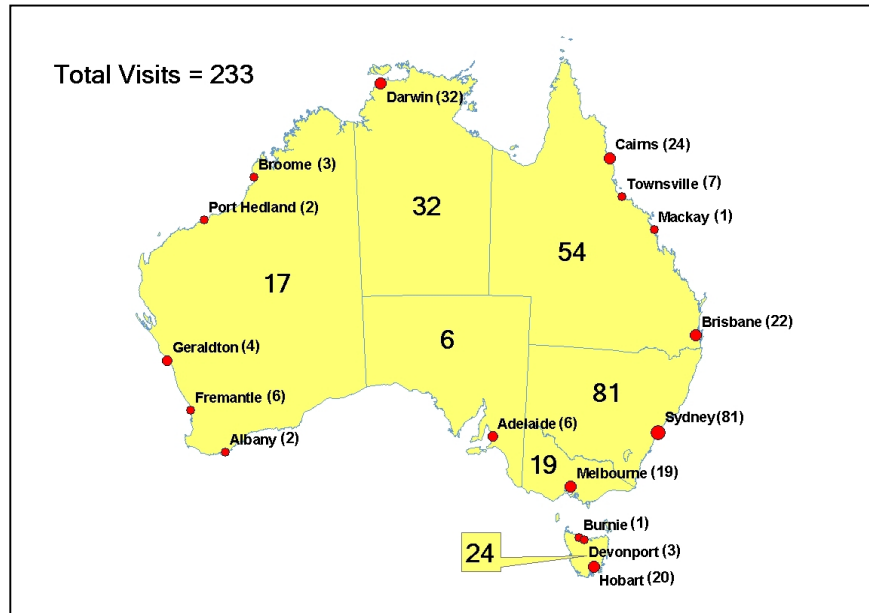 Total Visits = 233
Darwin (32)
Cairns (24)
Broome (3)
Townsville (7)
Port Hedland (2)
32
Mackay (1)
54
17
Brisbane (22)
6
Geraldton (4)
81
Fremantle (6)
Sydney (81)
Adelaide (6)
Albany (2)
19
Melbourne (19)
Burnie (1)
24
Devonport (3)
Hobart (20)